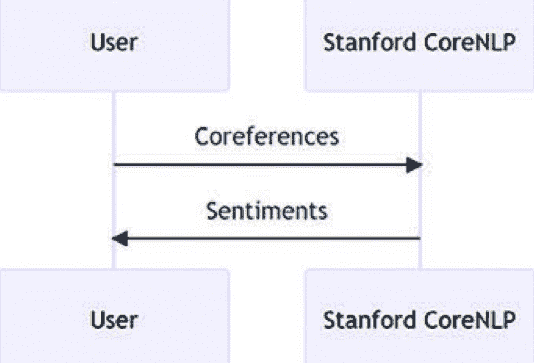 User
Stanford CoreNLP
Coreferences
Sentiments
User
Stanford CoreNLP